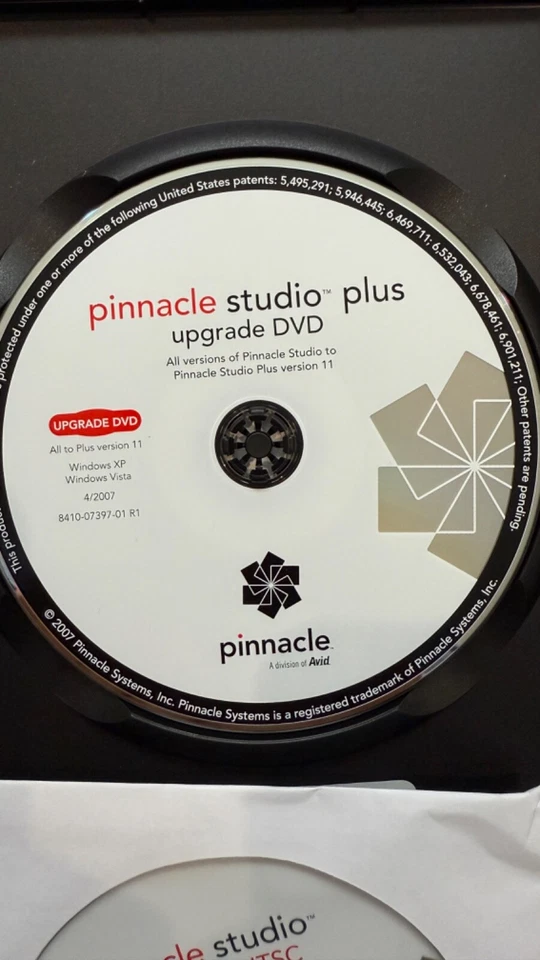 protected under one or more of the following United States patents: 5,495,291; 5,946,445; 6,469,711; 6,532,043; 6,678,461; 6,901,211; Other patents are pending.
pinnacle studio™ plus
upgrade DVD
All versions of Pinnacle Studio to
Pinnacle Studio Plus version 11
UPGRADE DVD
All to Plus version 11
Windows XP
Windows Vista
4/2007
8410-07397-01 R1
pinnacle™
A division of Avid
This
© 2007 Pinnacle Systems, Inc. Pinnacle Systems is a registered trademark of Pinnacle Systems, Inc.
studio™